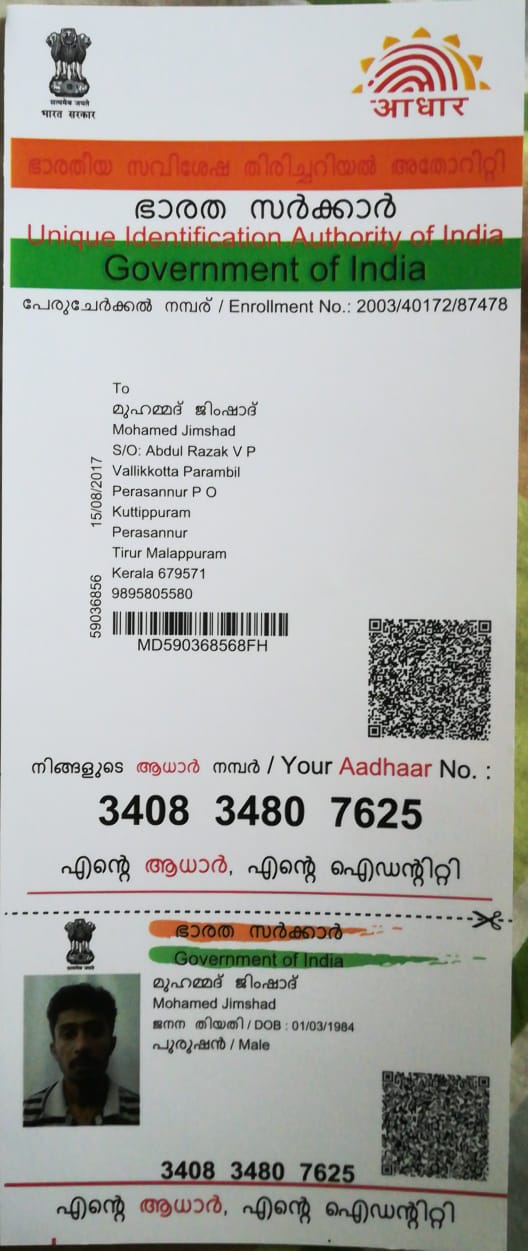 सत्यमेव जयते
भारत सरकार
आधार
ഭാരതീയ സവിശേഷ തിരിച്ചറിയൽ അതോറിറ്റി
ഭാരത സർക്കാർ
Unique Identification Authority of India
Government of India
പേരുചേർക്കൽ നമ്പര് / Enrollment No.: 2003/40172/87478
To
മുഹമ്മദ് ജിംഷാദ്
Mohamed Jimshad
S/O: Abdul Razak V P
Vallikkotta Parambil
Perasannur P O
Kuttippuram
Perasannur
Tirur Malappuram
Kerala 679571
9895805580
15/08/2017
59036856
MD590368568FH
നിങ്ങളുടെ ആധാർ നമ്പർ / Your Aadhaar No. :
3408 3480 7625
എന്റെ ആധാർ, എന്റെ ഐഡന്റിറ്റി
ഭാരത സർക്കാർ
Government of India
മുഹമ്മദ് ജിംഷാദ്
Mohamed Jimshad
ജനന തിയതി / DOB : 01/03/1984
പുരുഷൻ / Male
3408 3480 7625
എന്റെ ആധാർ, എന്റെ ഐഡന്റിറ്റി